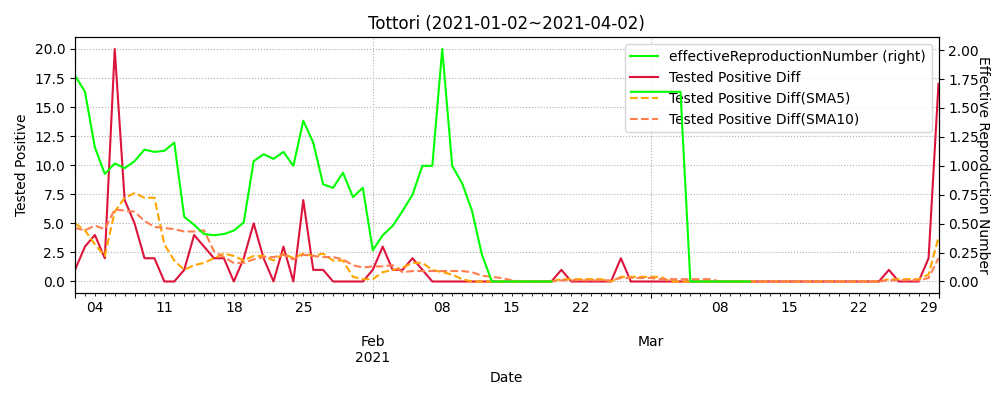 Tottori (2021-01-02~2021-04-02)
effectiveReproductionNumber (right)
Tested Positive Diff
Tested Positive Diff(SMA5)
Tested Positive Diff(SMA10)
Tested Positive
20.0
17.5
15.0
12.5
10.0
7.5
5.0
2.5
0.0
2.00
1.75
1.50
1.25
1.00
0.75
0.50
0.25
0.00
Effective Reproduction Number
04 11 18 25 08 15 22 08 15 22 29
Feb Mar
2021
Date